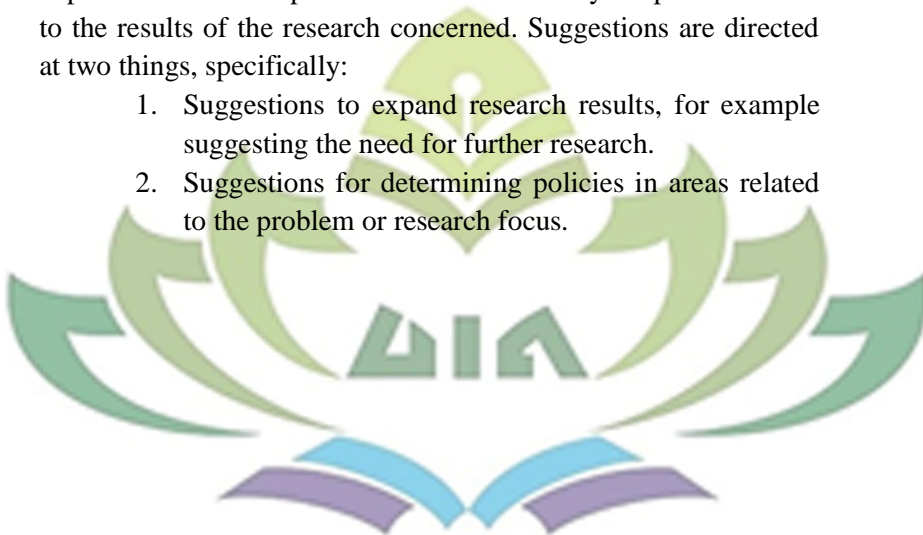 to the results of the research concerned. Suggestions are directed
at two things, specifically:
1. Suggestions to expand research results, for example
suggesting the need for further research.
2. Suggestions for determining policies in areas related
to the problem or research focus.
UIN